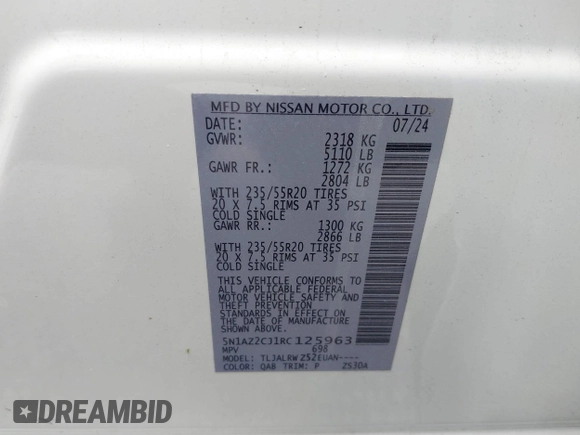 MFD BY NISSAN MOTOR CO., LTD.
DATE: 07/24
GVWR: 2318 KG
5110 LB
GAWR FR.: 1272 KG
2804 LB
WITH 235/55R20 TIRES
20 X 7.5 RIMS AT 35 PSI
COLD SINGLE
GAWR RR.: 1300 KG
2866 LB
WITH 235/55R20 TIRES
20 X 7.5 RIMS AT 35 PSI
COLD SINGLE
THIS VEHICLE CONFORMS TO
ALL APPLICABLE FEDERAL
MOTOR VEHICLE SAFETY AND
THEFT PREVENTION
STANDARDS IN EFFECT ON
THE DATE OF MANUFACTURE
SHOWN ABOVE.
5N1AZ2CJ1RC125963
MPV 698
MODEL: TLJALRWZS2EUAN----
COLOR: QAB TRIM: P ZS30A
DREAMBID